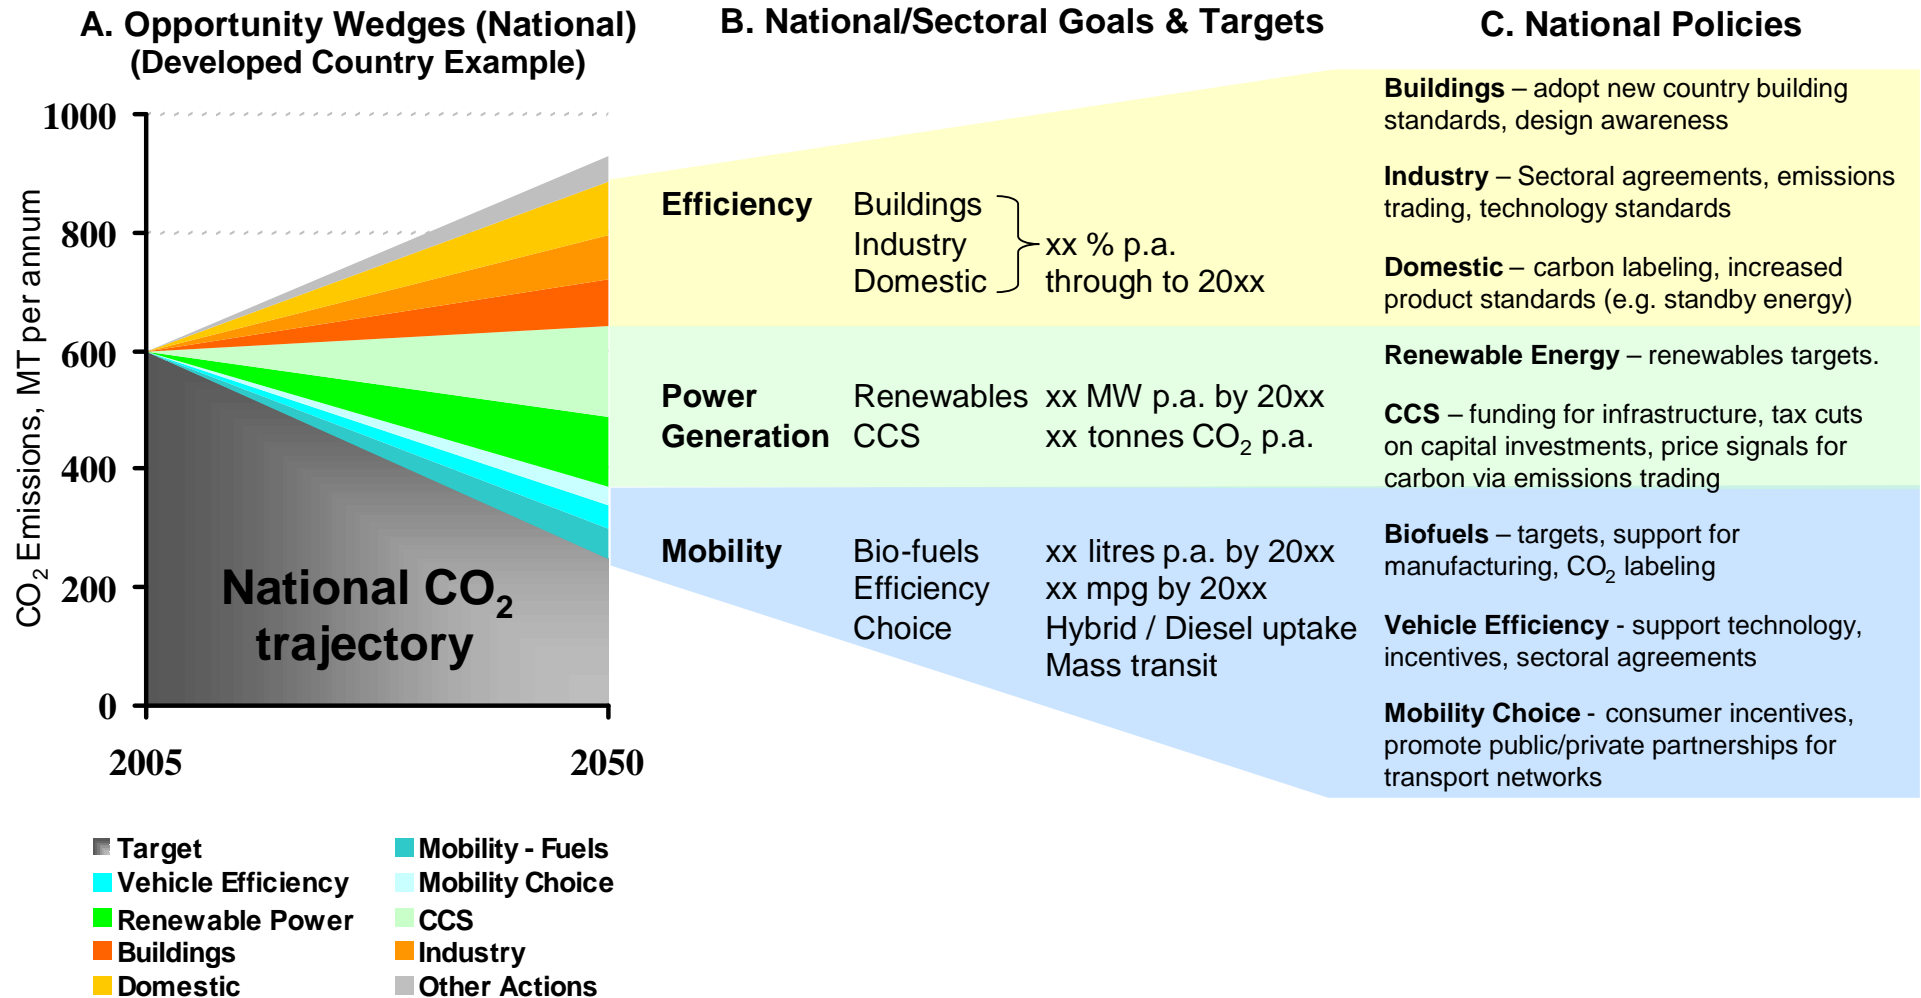 A. Opportunity Wedges (National)
(Developed Country Example)
B. National/Sectoral Goals & Targets
C. National Policies
CO₂ Emissions, MT per annum
1000
800
600
400
200
0
2005
2050
National CO₂
trajectory
Target
Mobility - Fuels
Vehicle Efficiency
Mobility Choice
Renewable Power
CCS
Buildings
Industry
Domestic
Other Actions
Efficiency Buildings
Industry xx % p.a.
Domestic through to 20xx
Power Renewables xx MW p.a. by 20xx
Generation CCS xx tonnes CO₂ p.a.
Mobility Bio-fuels xx litres p.a. by 20xx
Efficiency xx mpg by 20xx
Choice Hybrid / Diesel uptake
Mass transit
Buildings – adopt new country building
standards, design awareness
Industry – Sectoral agreements, emissions
trading, technology standards
Domestic – carbon labeling, increased
product standards (e.g. standby energy)
Renewable Energy – renewables targets.
CCS – funding for infrastructure, tax cuts
on capital investments, price signals for
carbon via emissions trading
Biofuels – targets, support for
manufacturing, CO₂ labeling
Vehicle Efficiency - support technology,
incentives, sectoral agreements
Mobility Choice - consumer incentives,
promote public/private partnerships for
transport networks